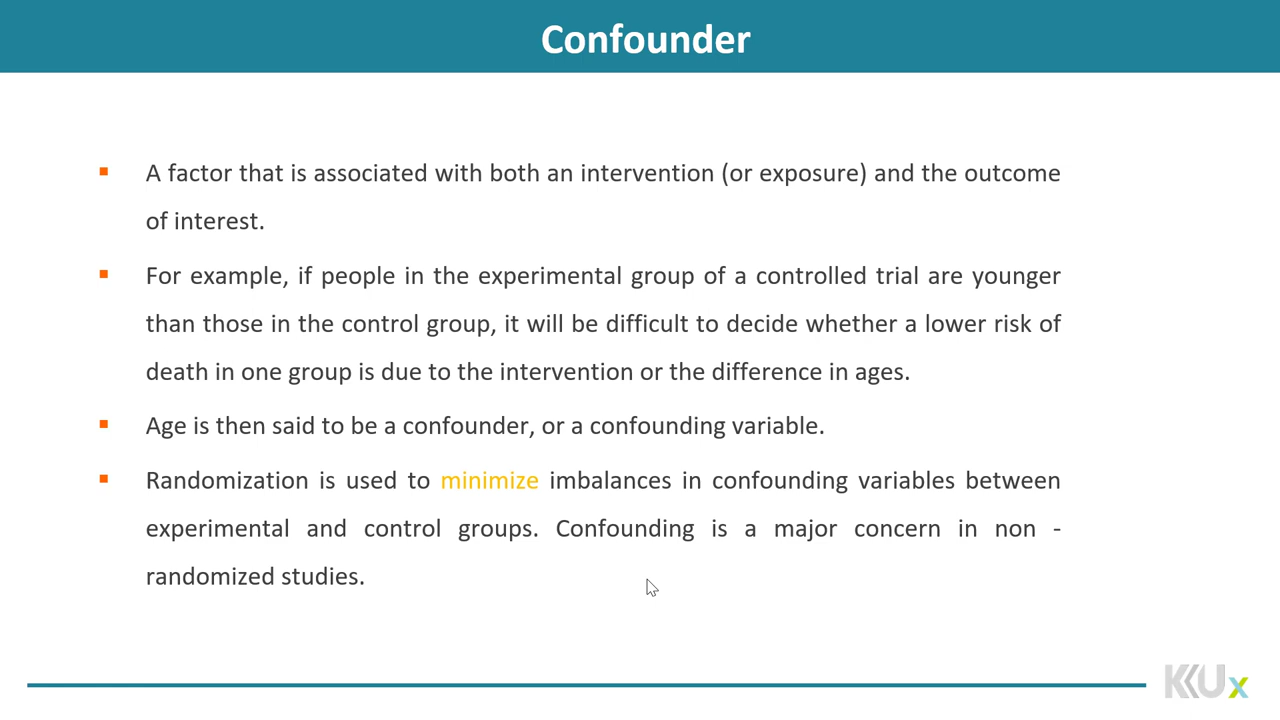 Confounder
A factor that is associated with both an intervention (or exposure) and the outcome
of interest.
For example, if people in the experimental group of a controlled trial are younger
than those in the control group, it will be difficult to decide whether a lower risk of
death in one group is due to the intervention or the difference in ages.
Age is then said to be a confounder, or a confounding variable.
Randomization is used to minimize imbalances in confounding variables between
experimental and control groups. Confounding is a major concern in non -
randomized studies.
KKUx